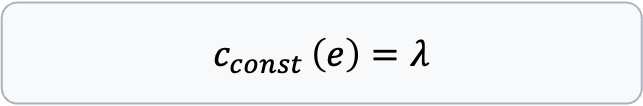 c_const (e) = λ